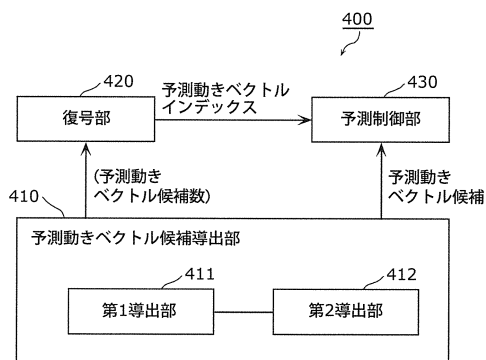 400
420
復号部
予測動きベクトル
インデックス
430
予測制御部
(予測動き
ベクトル候補数)
予測動き
ベクトル候補
410
予測動きベクトル候補導出部
411
第1導出部
412
第2導出部